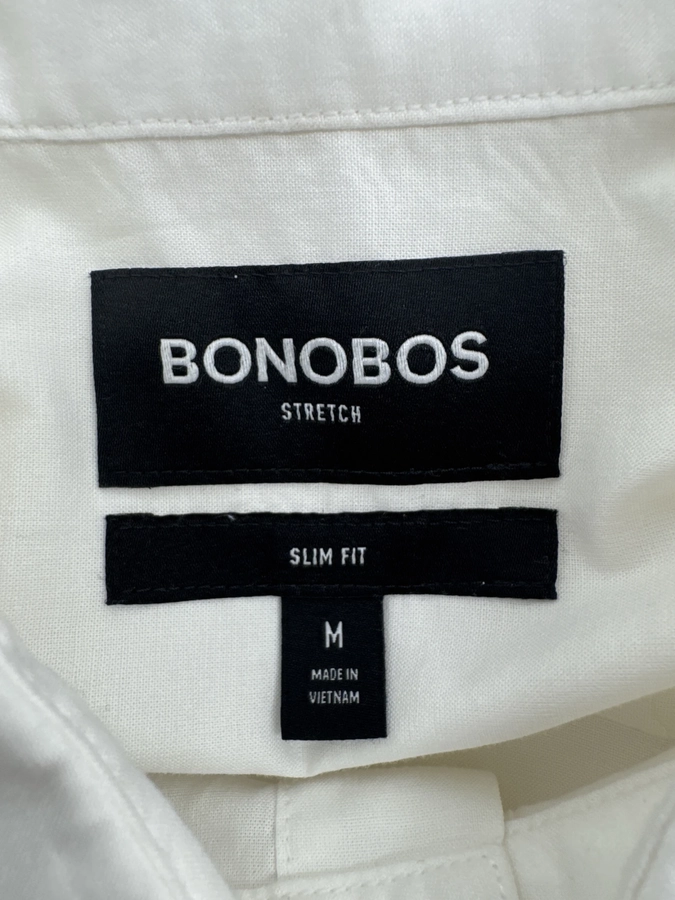 BONOBOS
STRETCH
SLIM FIT
M
MADE IN
VIETNAM